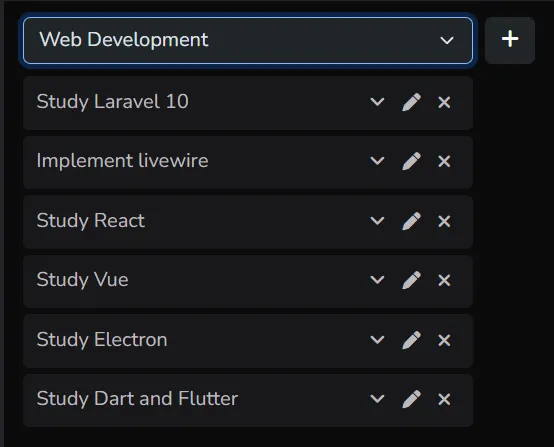 Web Development
Study Laravel 10
Implement livewire
Study React
Study Vue
Study Electron
Study Dart and Flutter